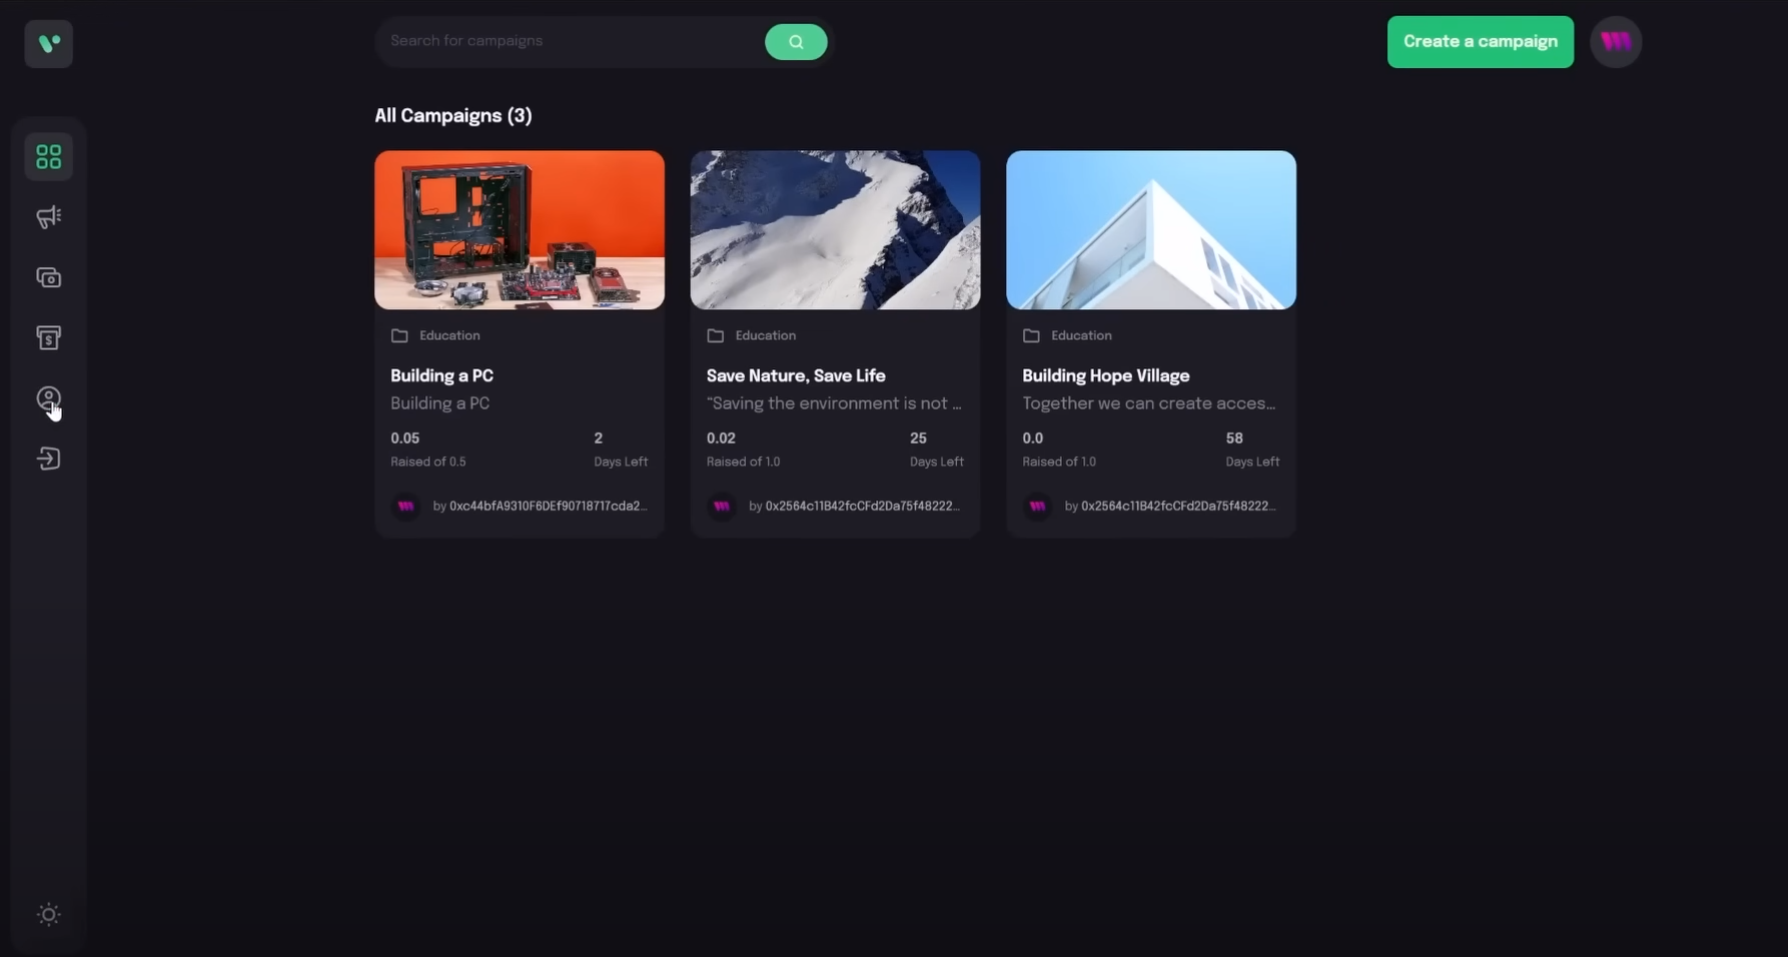 Search for campaigns
Create a campaign
All Campaigns (3)
Education
Building a PC
Building a PC
0.05
Raised of 0.5
2
Days Left
by 0xc44bfA9310F6DEf90718717cda2...
Education
Save Nature, Save Life
“Saving the environment is not ...
0.02
Raised of 1.0
25
Days Left
by 0x2564c11B42fcCFd2Da75f48222...
Education
Building Hope Village
Together we can create acces...
0.0
Raised of 1.0
58
Days Left
by 0x2564c11B42fcCFd2Da75f48222...